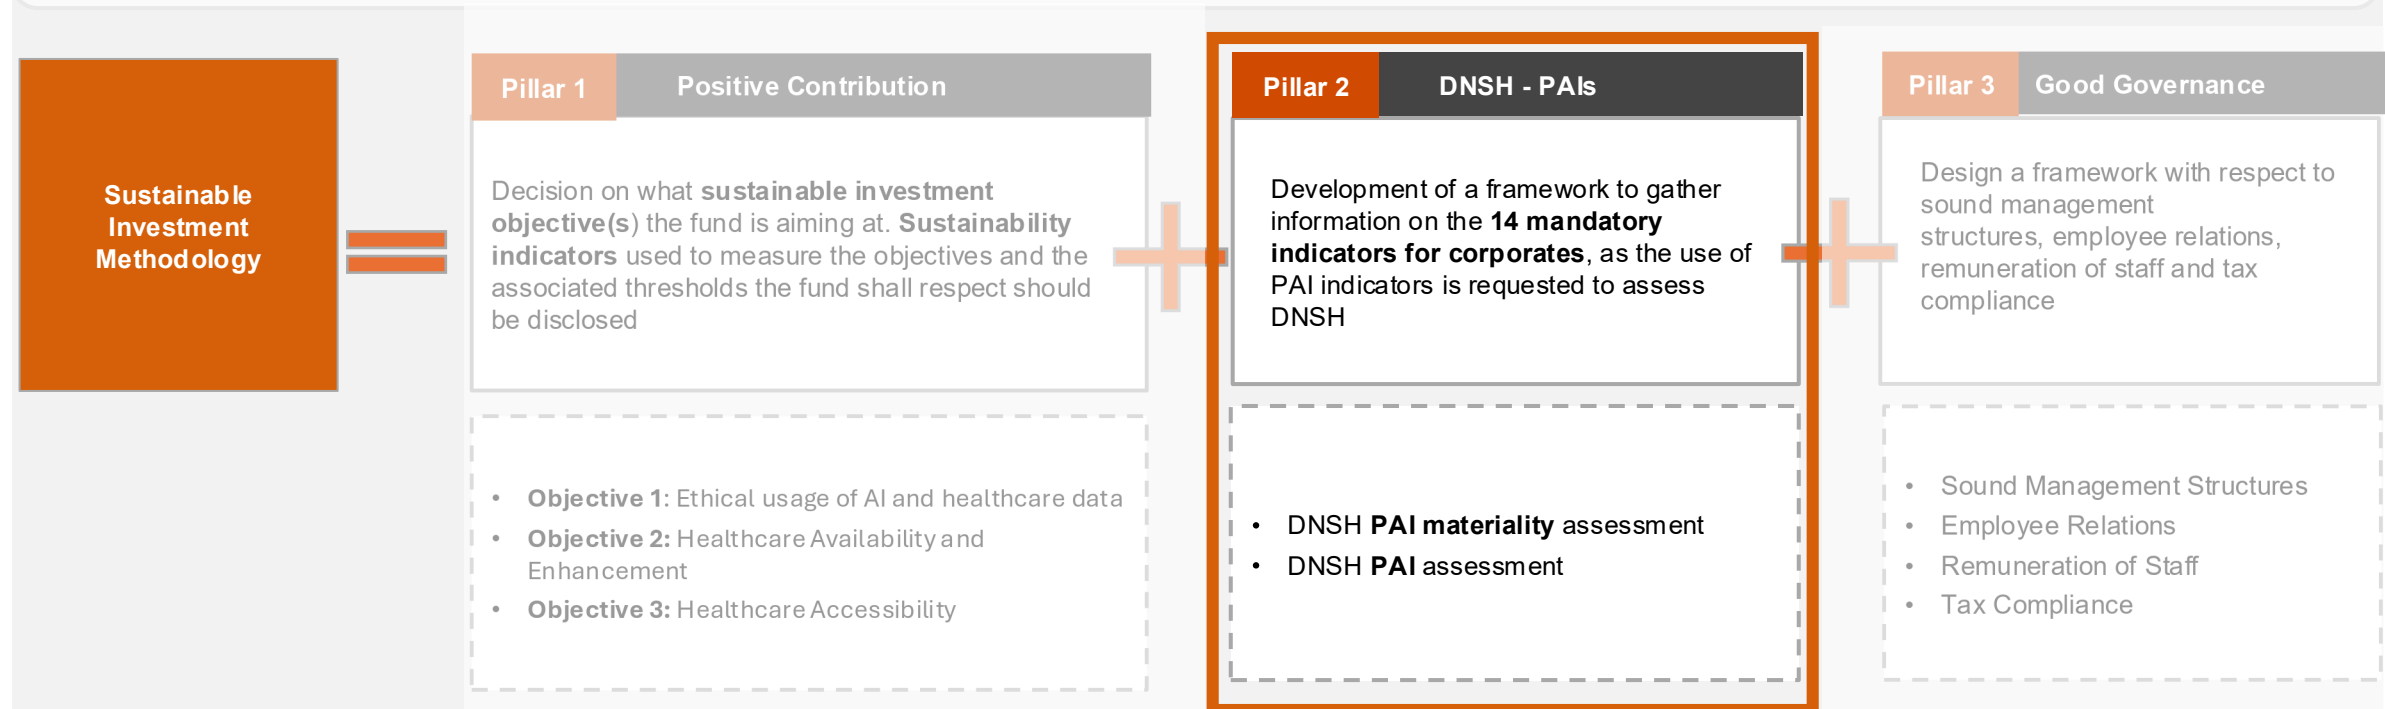 Sustainable
Investment
Methodology
Pillar 1
Positive Contribution
Decision on what sustainable investment
objective(s) the fund is aiming at. Sustainability
indicators used to measure the objectives and the
associated thresholds the fund shall respect should
be disclosed
• Objective 1: Ethical usage of AI and healthcare data
• Objective 2: Healthcare Availability and
Enhancement
• Objective 3: Healthcare Accessibility
Pillar 2
DNSH - PAIs
Development of a framework to gather
information on the 14 mandatory
indicators for corporates, as the use of
PAI indicators is requested to assess
DNSH
• DNSH PAI materiality assessment
• DNSH PAI assessment
Pillar 3
Good Governance
Design a framework with respect to
sound management
structures, employee relations,
remuneration of staff and tax
compliance
• Sound Management Structures
• Employee Relations
• Remuneration of Staff
• Tax Compliance